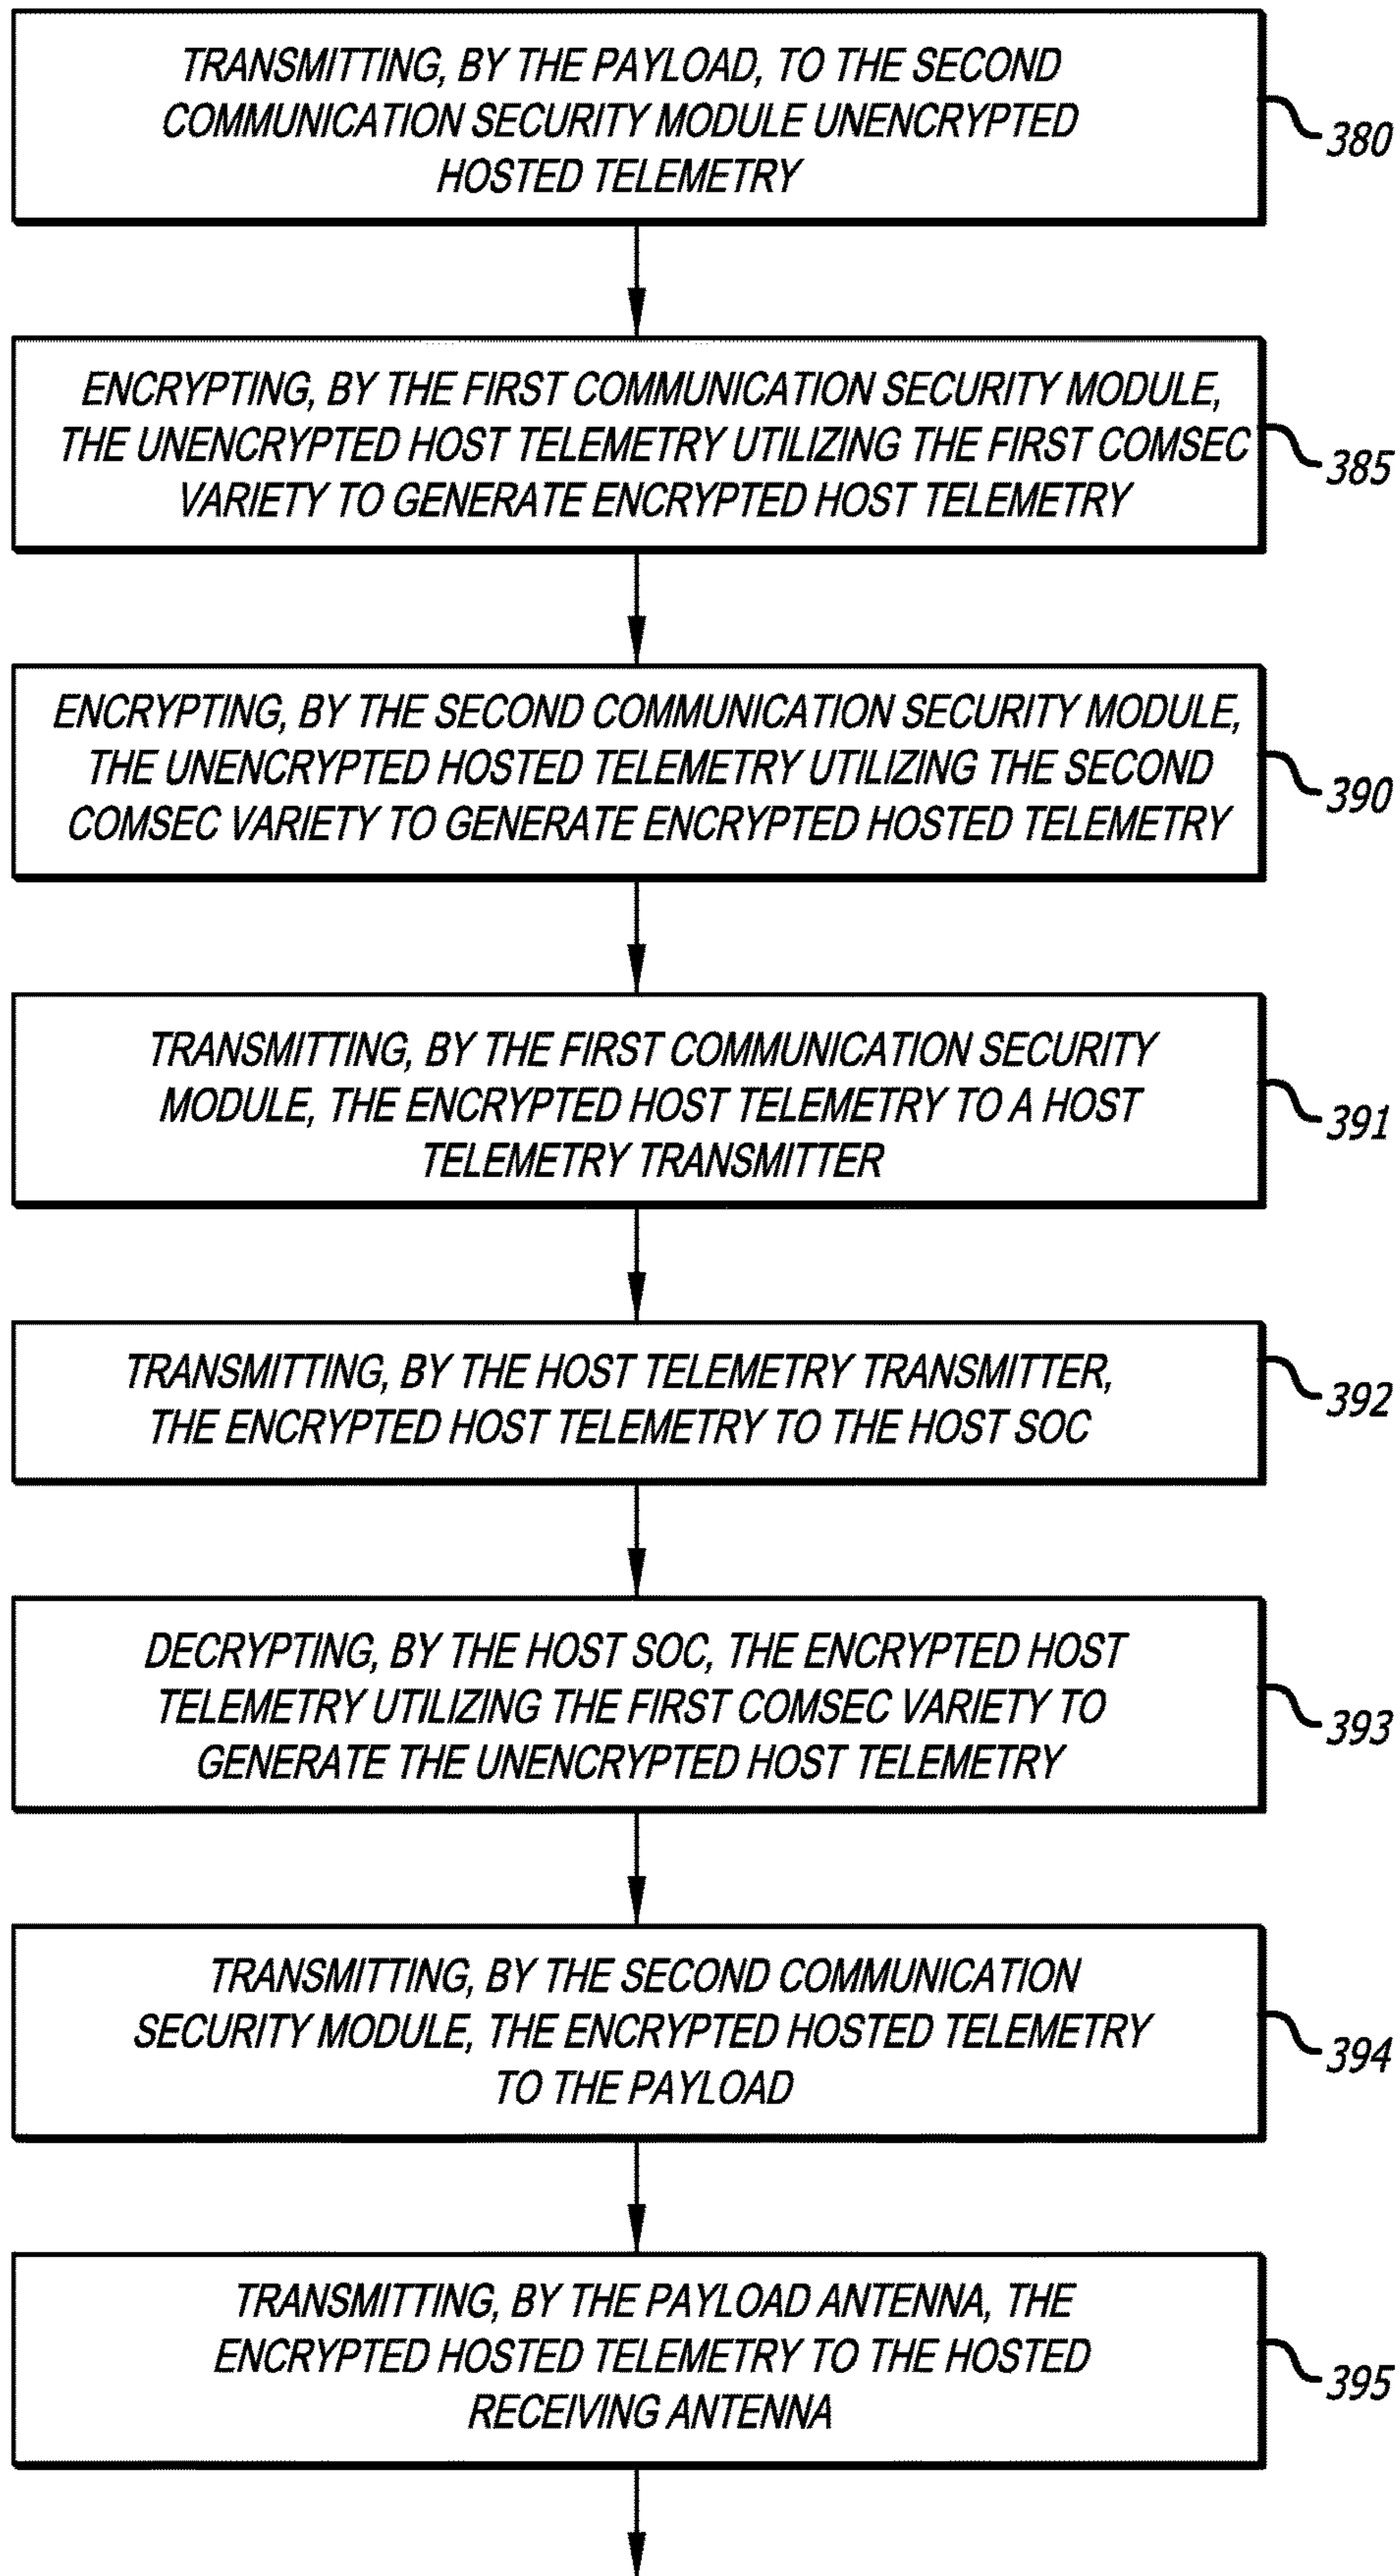 TRANSMITTING, BY THE PAYLOAD, TO THE SECOND
COMMUNICATION SECURITY MODULE UNENCRYPTED
HOSTED TELEMETRY
380
ENCRYPTING, BY THE FIRST COMMUNICATION SECURITY MODULE,
THE UNENCRYPTED HOST TELEMETRY UTILIZING THE FIRST COMSEC
VARIETY TO GENERATE ENCRYPTED HOST TELEMETRY
385
ENCRYPTING, BY THE SECOND COMMUNICATION SECURITY MODULE,
THE UNENCRYPTED HOSTED TELEMETRY UTILIZING THE SECOND
COMSEC VARIETY TO GENERATE ENCRYPTED HOSTED TELEMETRY
390
TRANSMITTING, BY THE FIRST COMMUNICATION SECURITY
MODULE, THE ENCRYPTED HOST TELEMETRY TO A HOST
TELEMETRY TRANSMITTER
391
TRANSMITTING, BY THE HOST TELEMETRY TRANSMITTER,
THE ENCRYPTED HOST TELEMETRY TO THE HOST SOC
392
DECRYPTING, BY THE HOST SOC, THE ENCRYPTED HOST
TELEMETRY UTILIZING THE FIRST COMSEC VARIETY TO
GENERATE THE UNENCRYPTED HOST TELEMETRY
393
TRANSMITTING, BY THE SECOND COMMUNICATION
SECURITY MODULE, THE ENCRYPTED HOSTED TELEMETRY
TO THE PAYLOAD
394
TRANSMITTING, BY THE PAYLOAD ANTENNA, THE
ENCRYPTED HOSTED TELEMETRY TO THE HOSTED
RECEIVING ANTENNA
395